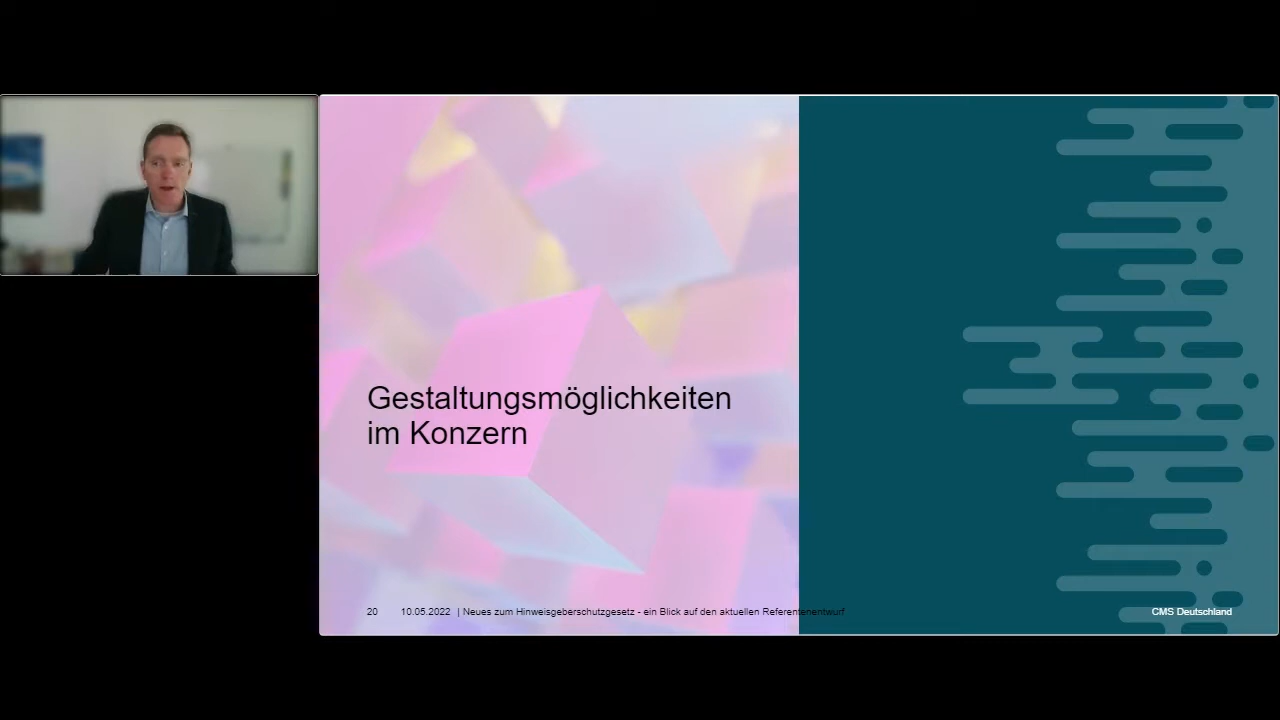 Gestaltungsmöglichkeiten
im Konzern
20 10.05.2022 | Neues zum Hinweisgeberschutzgesetz - ein Blick auf den aktuellen Referentenentwurf CMS Deutschland